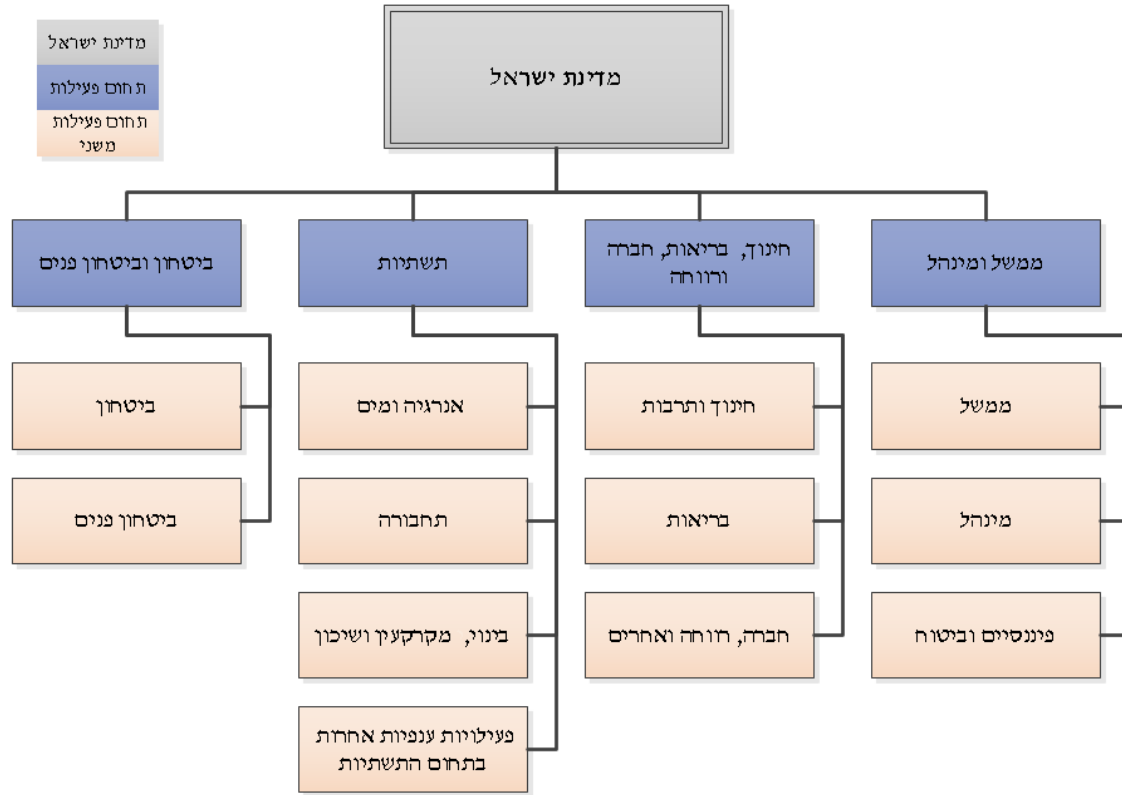 מדינת ישראל
תחום פעילות
תחום פעילות
משני
מדינת ישראל
ממשל ומינהל
חינוך, בריאות, חברה
ורווחה
תשתיות
ביטחון וביטחון פנים
ממשל
חינוך ותרבות
אנרגיה ומים
ביטחון
מינהל
בריאות
תחבורה
ביטחון פנים
פיננסיים וביטוח
חברה, רווחה ואחרים
בינוי, מקרקעין ושיכון
פעילויות ענפיות אחרות
בתחום התשתיות